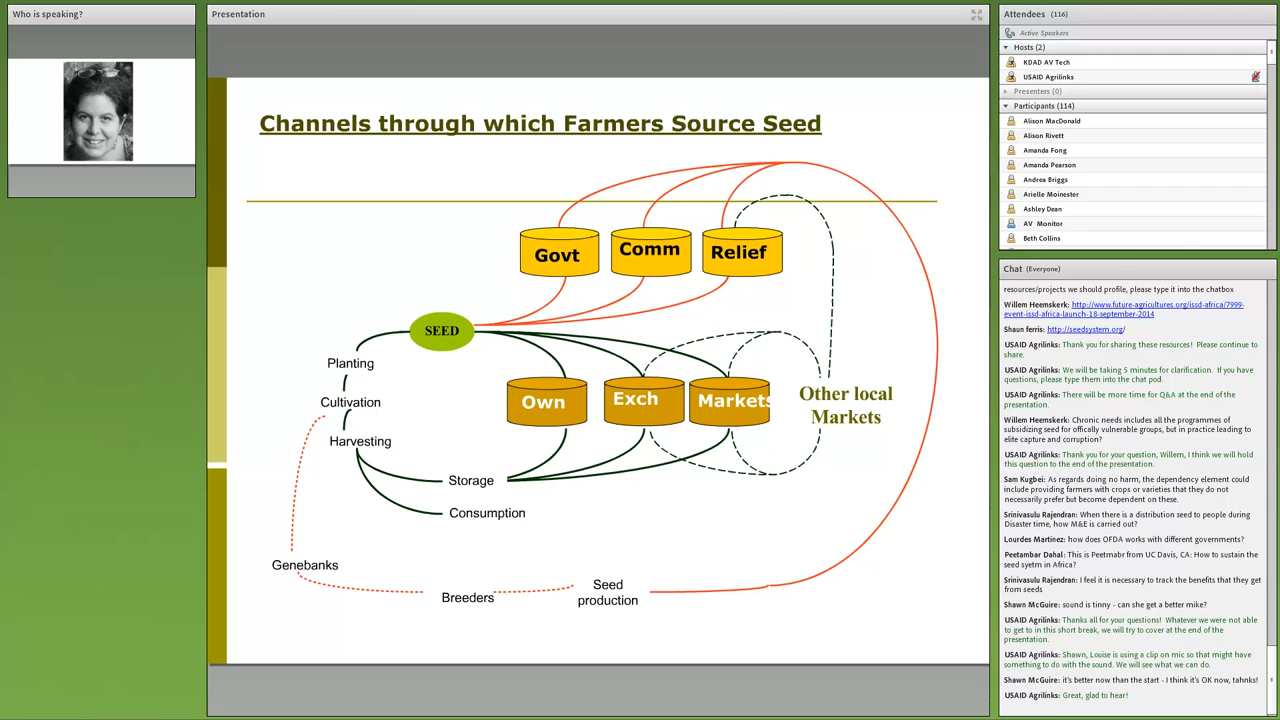 Who is speaking?
Presentation
Channels through which Farmers Source Seed
Govt
Comm
Relief
SEED
Planting
Own
Exch
Markets
Other local
Markets
Cultivation
Harvesting
Storage
Consumption
Genebanks
Breeders
Seed
production
Attendees (116)
Active Speakers
Hosts (2)
KDAD AV Tech
USAID Agrilinks
Presenters (0)
Participants (114)
Alison MacDonald
Alison Rivett
Amanda Fong
Amanda Pearson
Andrea Briggs
Arielle Moinester
Ashley Dean
AV Monitor
Beth Collins
Chat (Everyone)
resources/projects we should profile, please type it into the chatbox
Willem Heemskerk: http://www.future-agricultures.org/issd-africa/7999-
event-issd-africa-launch-18-september-2014
Shaun ferris: http://seedsystem.org/
USAID Agrilinks: Thank you for sharing these resources! Please continue to
share.
USAID Agrilinks: We will be taking 5 minutes for clarification. If you have
questions, please type them into the chat pod.
USAID Agrilinks: There will be more time for Q&A at the end of the
presentation.
Willem Heemskerk: Chronic needs includes all the programmes of
subsidizing seed for offically vulnerable groups, but in practice leading to
elite capture and corruption?
USAID Agrilinks: Thank you for your question, Willem, I think we will hold
this question to the end of the presentation.
Sam Kugbei: As regards doing no harm, the dependency element could
include providing farmers with crops or varieties that they do not
necessarily prefer but become dependent on these.
Srinivasulu Rajendran: When there is a distribution seed to people during
Disaster time, how M&E is carried out?
Lourdes Martinez: how does OFDA works with different governments?
Peetambar Dahal: This is Peetmabr from UC Davis, CA: How to sustain the
seed syetm in Africa?
Srinivasulu Rajendran: I feel it is necessary to track the benefits that they get
from seeds
Shawn McGuire: sound is tinny - can she get a better mike?
USAID Agrilinks: Thanks all for your questions! Whatever we were not able
to get to in this short break, we will try to cover at the end of the
presentation.
USAID Agrilinks: Shawn, Louise is using a clip on mic so that might have
something to do with the sound. We will see what we can do.
Shawn McGuire: it's better now than the start - I think it's OK now, tahnks!
USAID Agrilinks: Great, glad to hear!